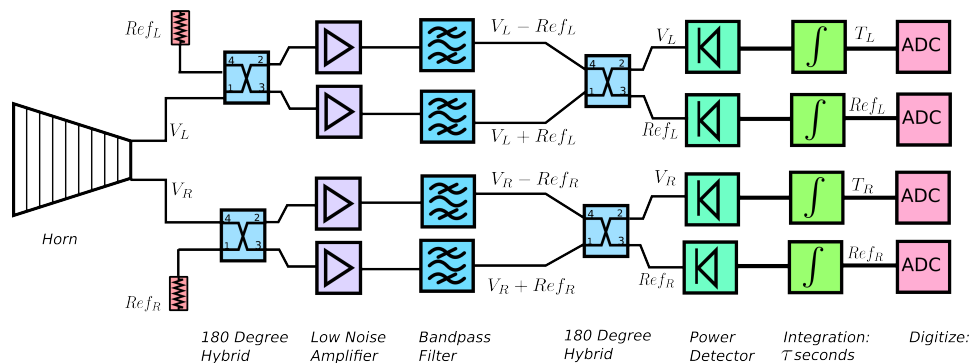 Ref_L
V_L - Ref_L
V_L
T_L
4 2
1 3
4 2
1 3
ADC
V_L
V_L + Ref_L
Ref_L
Ref_L
ADC
V_R
V_R - Ref_R
V_R
T_R
4 2
1 3
4 2
1 3
ADC
Horn
Ref_R
V_R + Ref_R
Ref_R
Ref_R
ADC
∫
∫
∫
∫
180 Degree
Hybrid
Low Noise
Amplifier
Bandpass
Filter
180 Degree
Hybrid
Power
Detector
Integration:
τ seconds
Digitize: